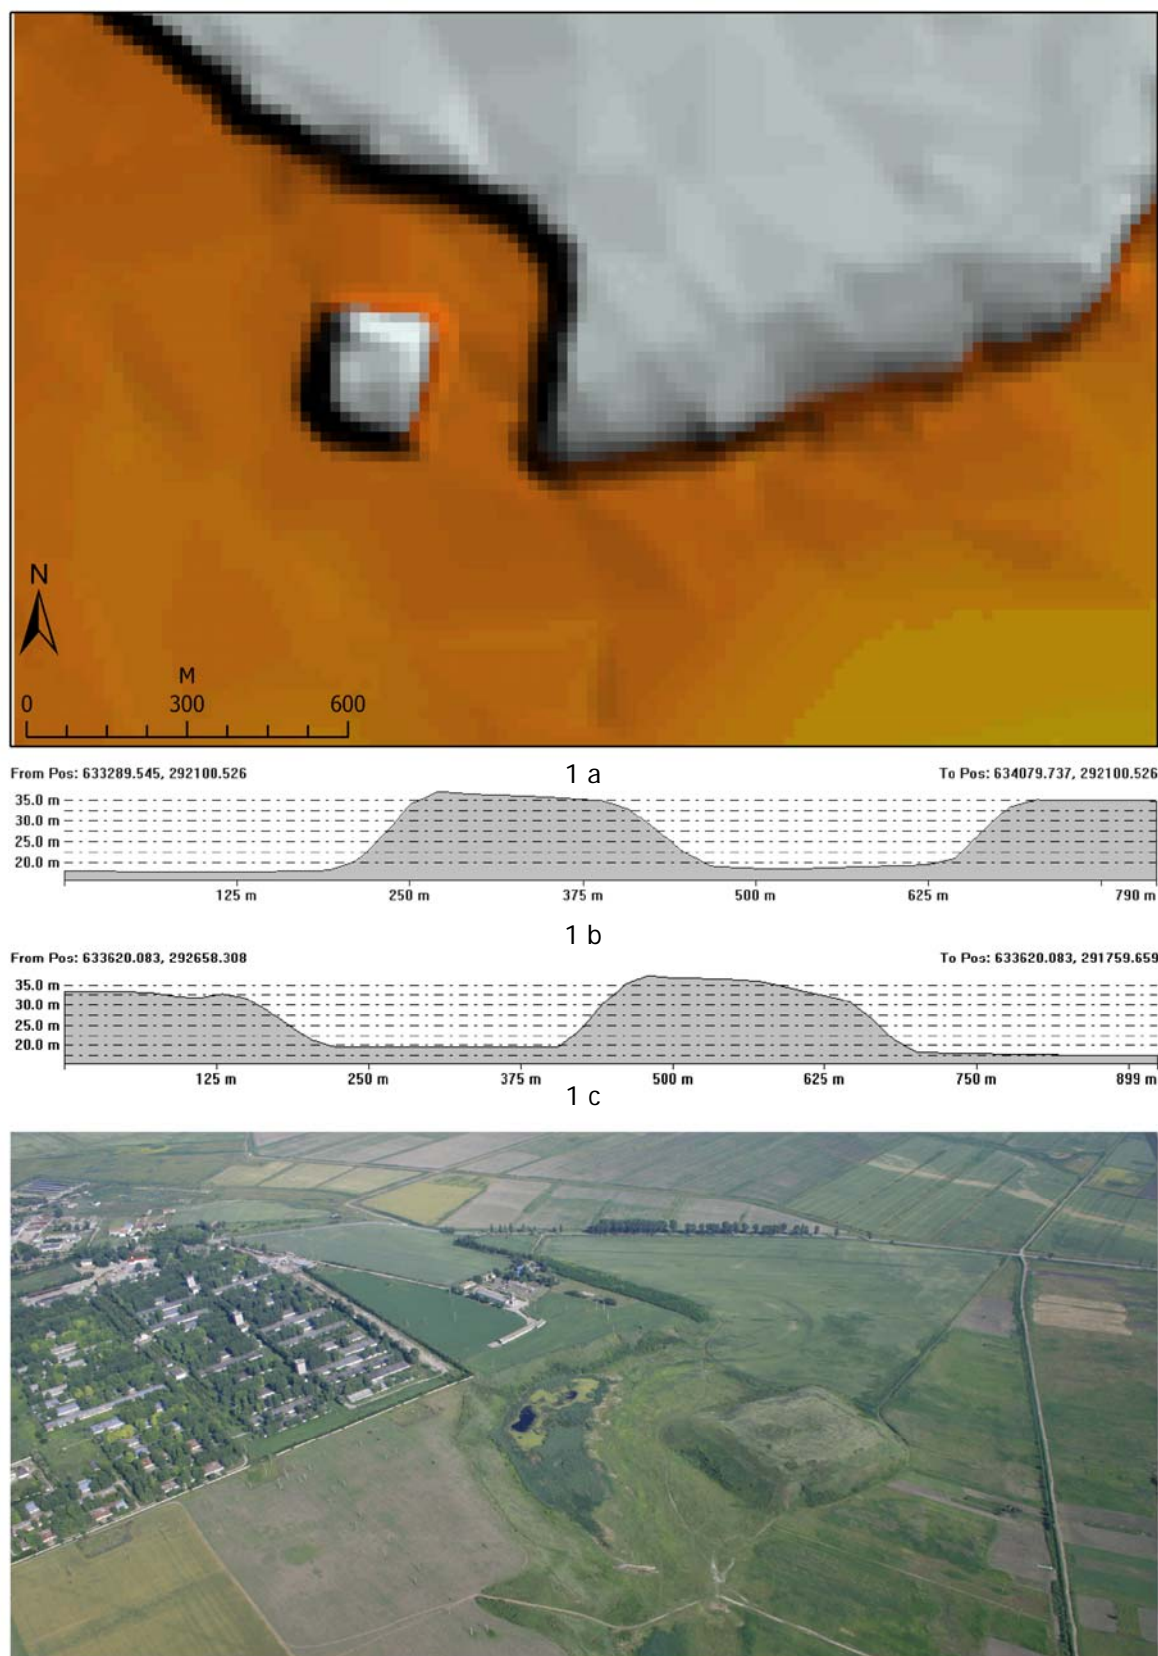 N
M
0 300 600
1 a
From Pos: 633289.545, 292100.526 To Pos: 634079.737, 292100.526
35.0 m
30.0 m
25.0 m
20.0 m
125 m 250 m 375 m 500 m 625 m 790 m
1 b
From Pos: 633620.083, 292658.308 To Pos: 633620.083, 291759.659
35.0 m
30.0 m
25.0 m
20.0 m
125 m 250 m 375 m 500 m 625 m 750 m 899 m
1 c